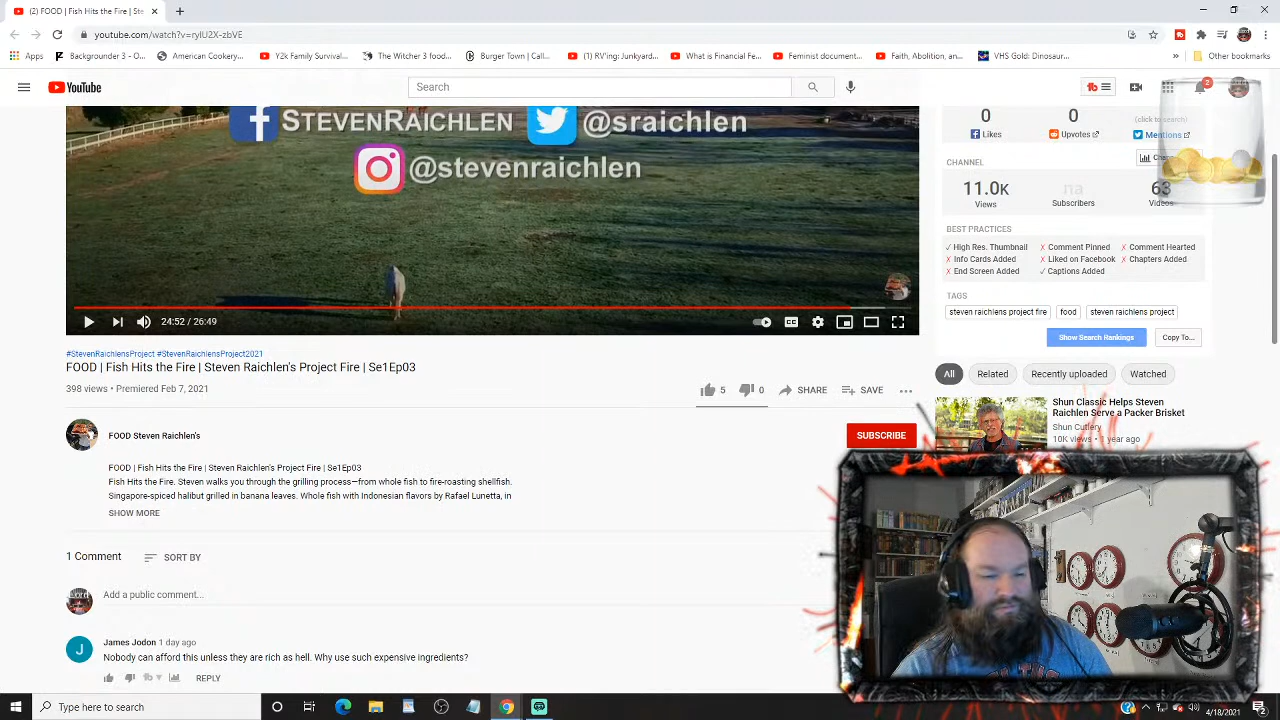 (2) FOOD | Fish Hits the Fire | Ste
youtube.com/watch?v=ryIU2X-zbVE
Apps
Backgrounder 3 - O...
American Cookery...
Y2K Family Survival...
The Witcher 3 food...
Burger Town | Red...
(1) RV'ing: Junkyard...
What is Financial Fe...
Feminist document...
Faith, Abolition, an...
VHS Gold: Dinosaur...
»
Other bookmarks
YouTube
Search
2
StevenRaichlen
@sraichlen
@stevenraichlen
0
0
(click to search)
Likes
Upvotes
Mentions
CHANNEL
11.0K
na
63
Views
Subscribers
Videos
BEST PRACTICES
✓ High Res. Thumbnail
✗ Comment Pinned
✗ Comment Hearted
✗ Info Cards Added
✗ Liked on Facebook
✗ Chapters Added
✗ End Screen Added
✓ Captions Added
TAGS
steven raichlens project fire
food
steven raichlens project
Show Search Rankings
Copy To...
24:52 / 26:49
CC
#StevenRaichlensProject #StevenRaichlensProject2021
FOOD | Fish Hits the Fire | Steven Raichlen's Project Fire | Se1Ep03
398 views • Premiered Feb 7, 2021
5
0
SHARE
SAVE
All
Related
Recently uploaded
Watched
Shun Classic Helps Steven
Raichlen Serve a Packer Brisket
Shun Cutlery
10K views • 1 year ago
FOOD Steven Raichlen's
SUBSCRIBE
FOOD | Fish Hits the Fire | Steven Raichlen's Project Fire | Se1Ep03
Fish Hits the Fire. Steven walks you through the grilling process—from whole fish to fire-roasting shellfish.
Singapore-spiced halibut grilled in banana leaves. Whole fish with Indonesian flavors by Rafael Lunetta, in
SHOW MORE
1 Comment
SORT BY
Add a public comment...
J
James Jodon 1 day ago
Nobody can afford this unless they are rich as hell. Why use such expensive ingredients?
REPLY
Type here to search
4/18/2021
2